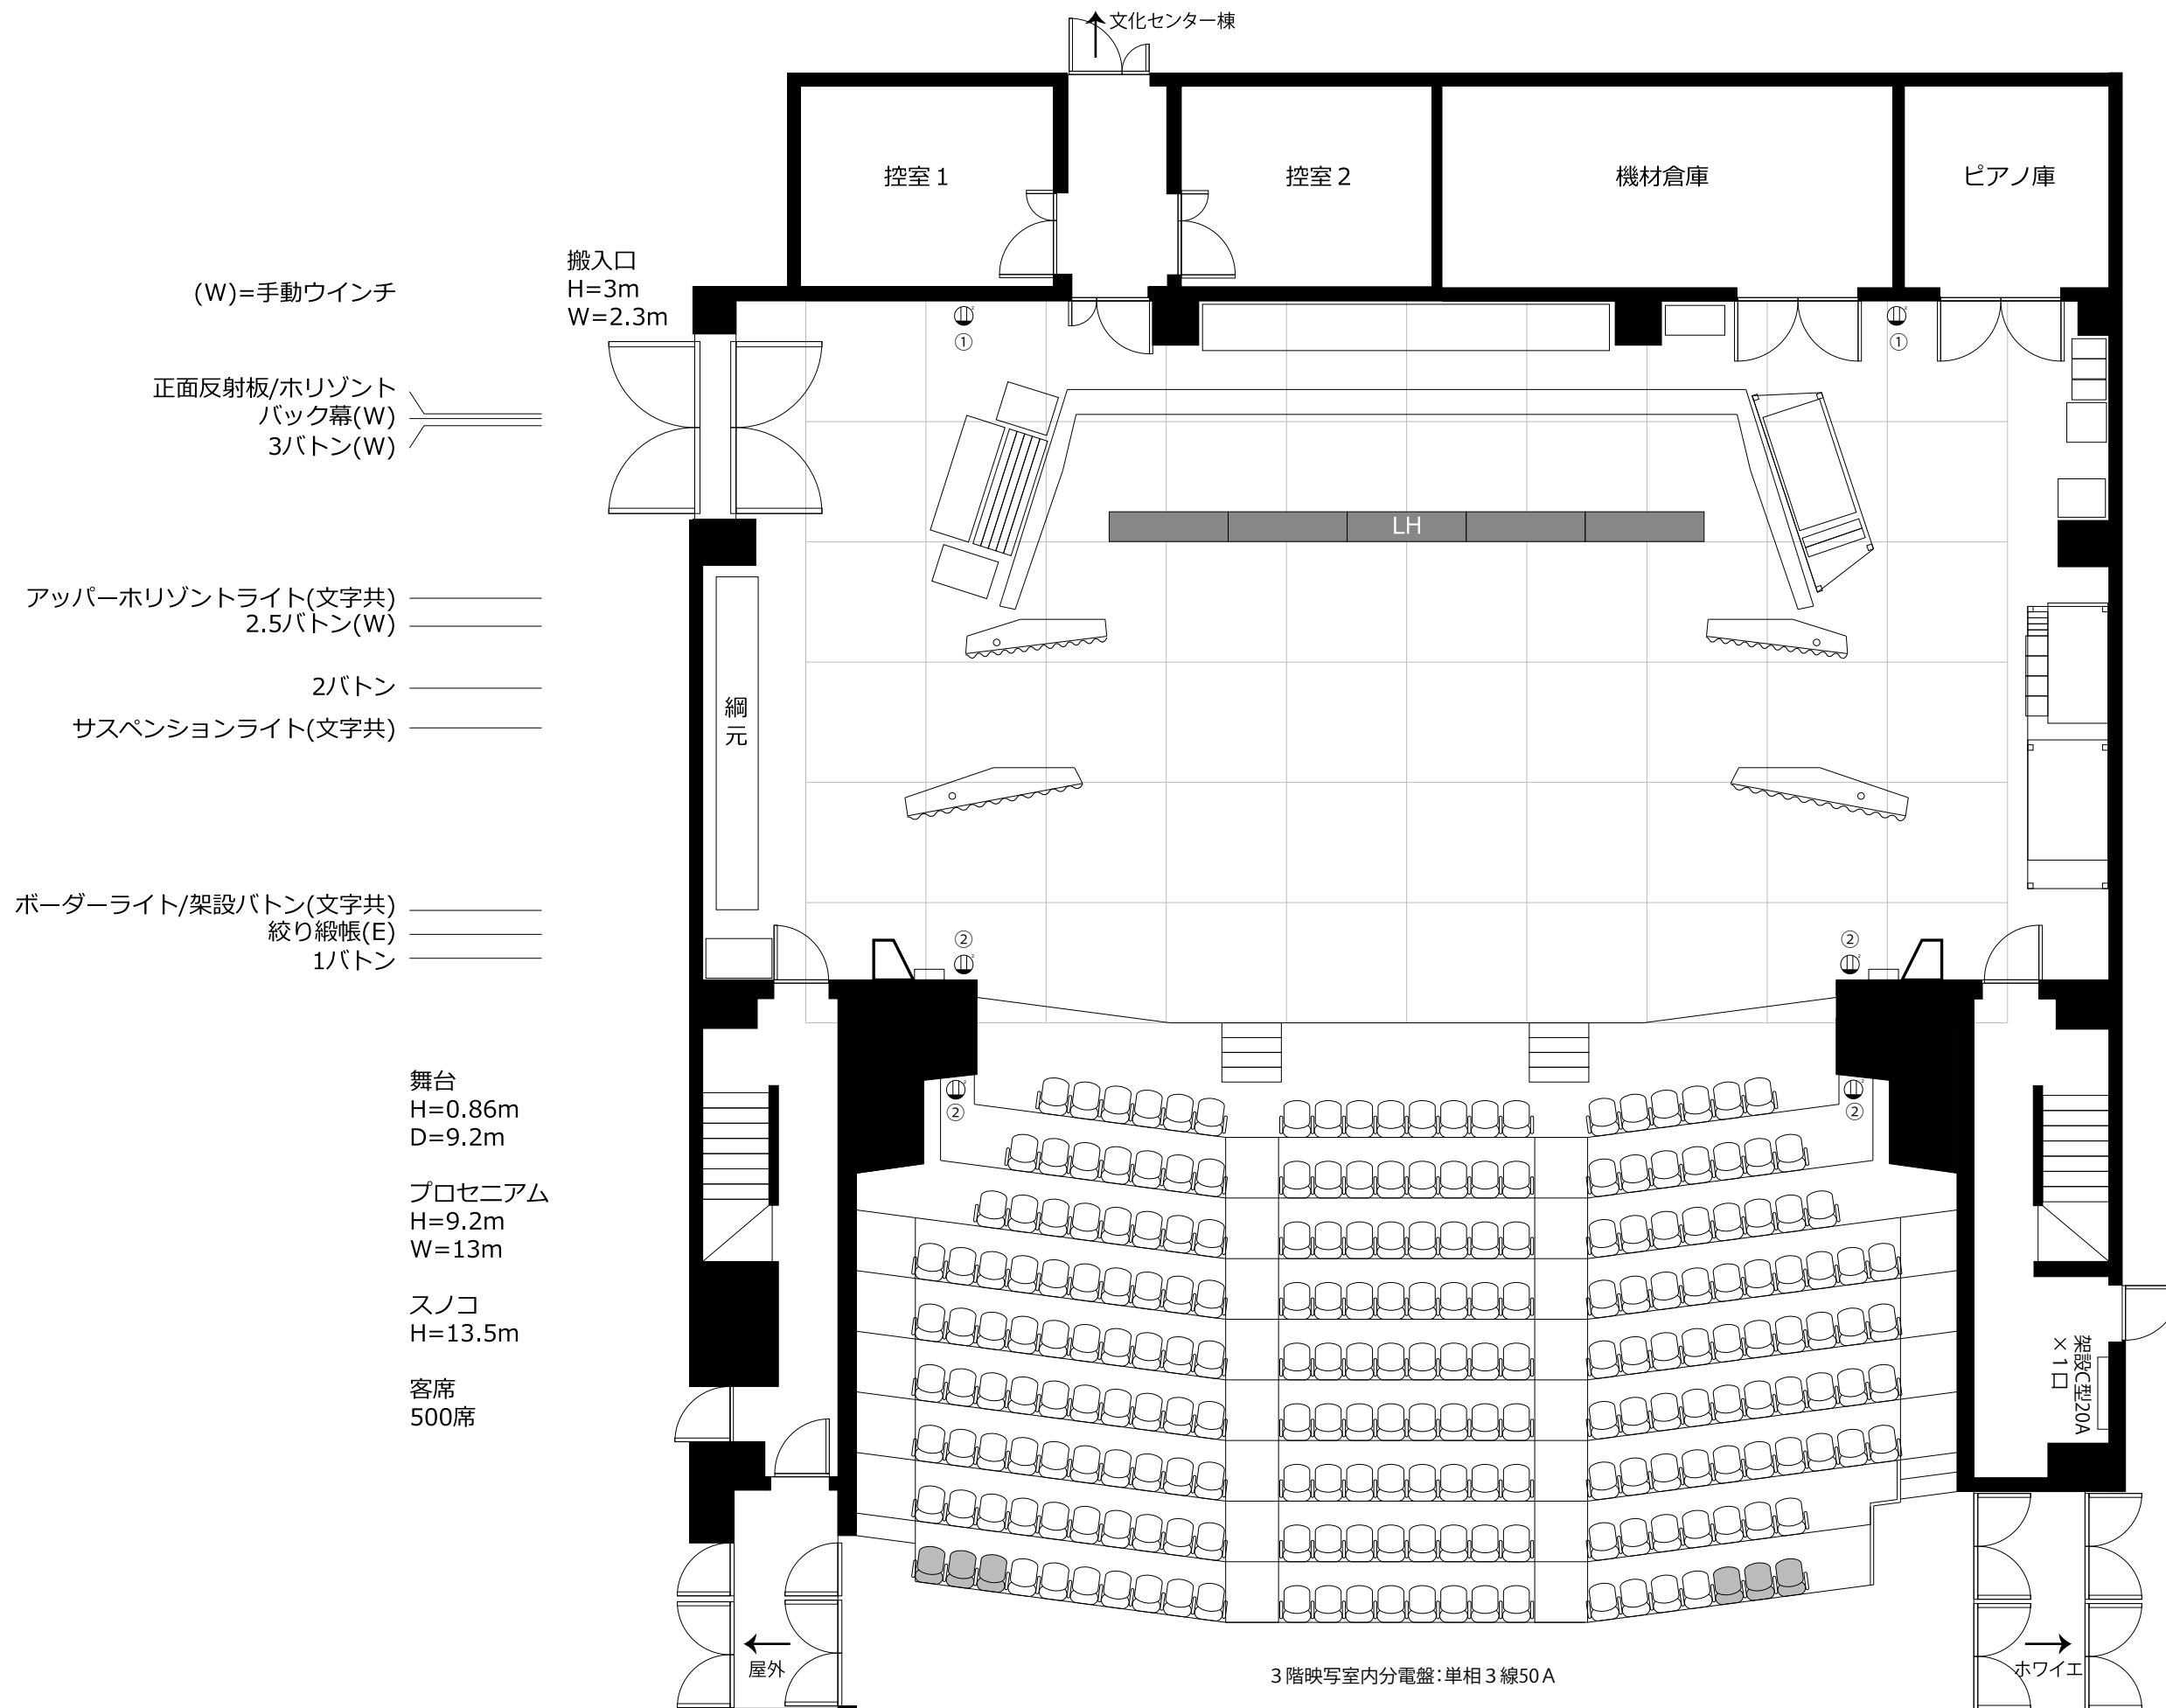 文化センター棟
控室1
控室2
機材倉庫
ピアノ庫
(W)=手動ウインチ
搬入口
H=3m
W=2.3m
①
①
正面反射板/ホリゾント
バック幕(W)
3バトン(W)
LH
アッパーホリゾントライト(文字共)
2.5バトン(W)
2バトン
サスペンションライト(文字共)
綱元
ボーダーライト/架設バトン(文字共)
絞り緞帳(E)
1バトン
②
②
②
②
舞台
H=0.86m
D=9.2m
プロセニアム
H=9.2m
W=13m
スノコ
H=13.5m
客席
500席
架設C型20A
×1口
屋外
3階映写室内分電盤：単相3線50A
ホワイエ